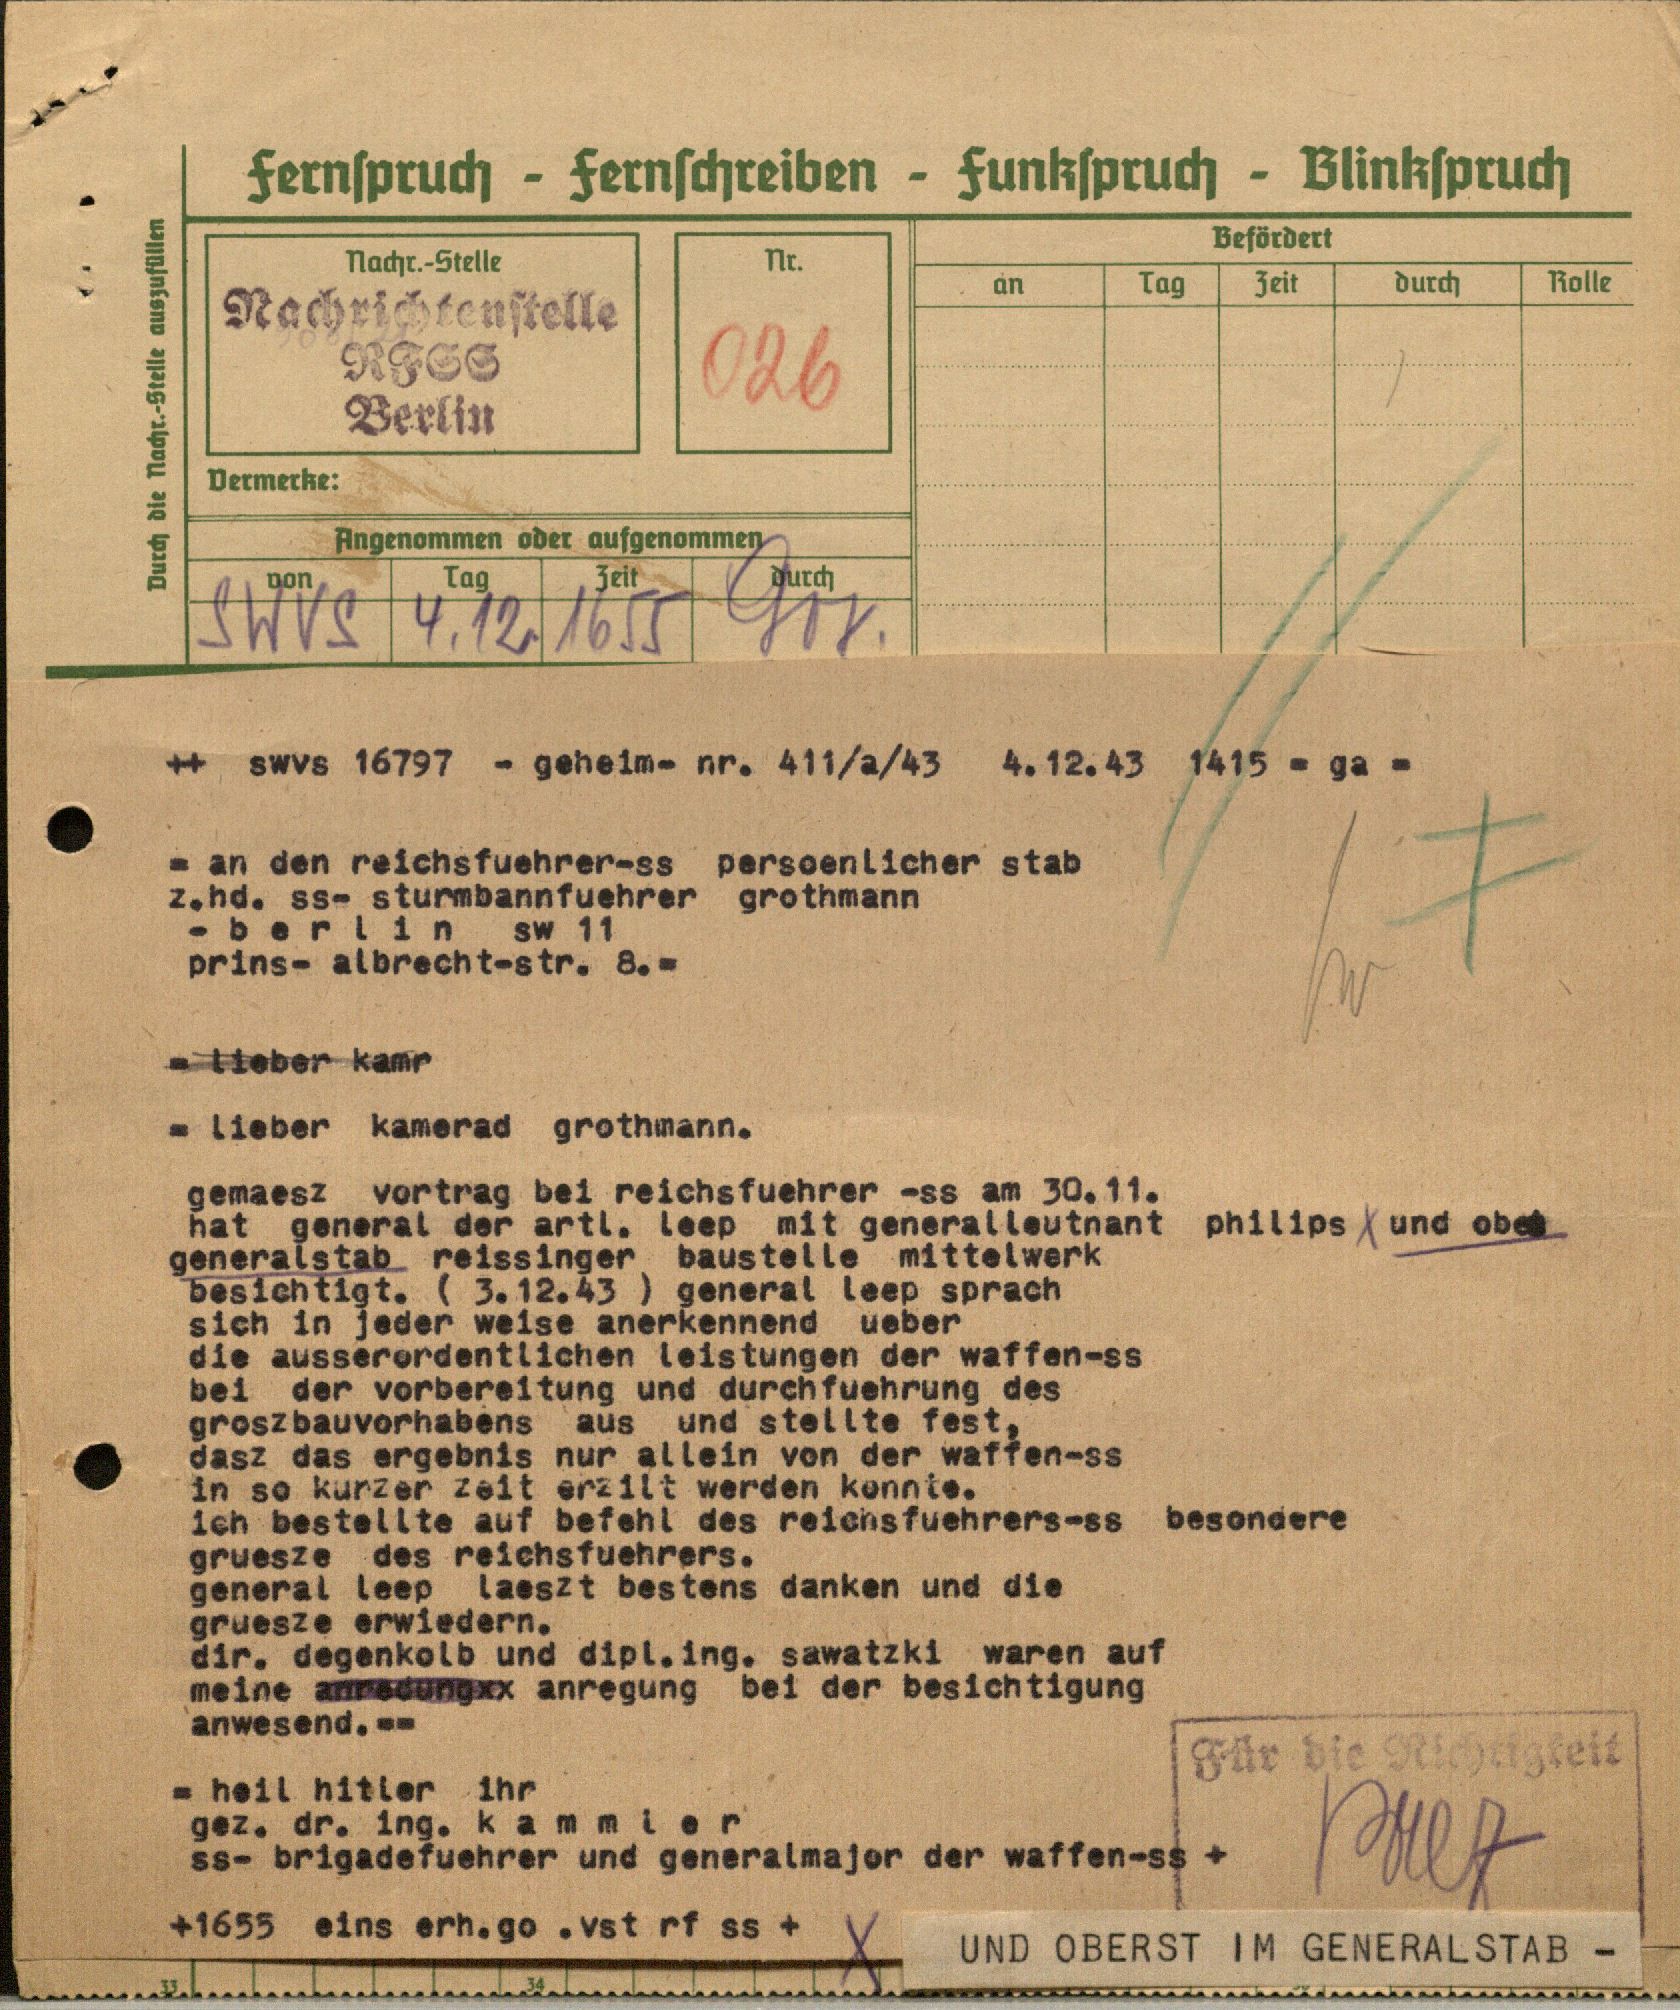 Fernspruch - Fernschreiben - Funkspruch - Blinkspruch
Durch die Nachr.-Stelle auszufüllen
Nachr.-Stelle
Nachrichtenstelle
RFSS
Berlin
Nr.
026
Befördert
an Tag Zeit durch Rolle
Vermerke:
Angenommen oder aufgenommen
von Tag Zeit durch
SWVS 4.12. 1655
++ swvs 16797 - geheim- nr. 411/a/43 4.12.43 1415 = ga =
= an den reichsfuehrer-ss persoenlicher stab
z.hd. ss- sturmbannfuehrer grothmann
- b e r l i n sw 11
prins- albrecht-str. 8.=
= lieber kamr
= lieber kamerad grothmann.
gemaesz vortrag bei reichsfuehrer -ss am 30.11.
hat general der artl. leep mit generalleutnant philips X und obes
generalstab reissinger baustelle mittelwerk
besichtigt. ( 3.12.43 ) general leep sprach
sich in jeder weise anerkennend ueber
die ausserordentlichen leistungen der waffen-ss
bei der vorbereitung und durchfuehrung des
groszbauvorhabens aus und stellte fest,
dasz das ergebnis nur allein von der waffen-ss
in so kurzer zeit erzilt werden konnte.
ich bestellte auf befehl des reichsfuehrers-ss besondere
gruesze des reichsfuehrers.
general leep laeszt bestens danken und die
gruesze erwiedern.
dir. degenkolb und dipl.ing. sawatzki waren auf
meine anredungxx anregung bei der besichtigung
anwesend.==
Für die Richtigkeit
= heil hitler ihr
gez. dr. ing. k a m m l e r
ss- brigadefuehrer und generalmajor der waffen-ss +
+1655 eins erh.go .vst rf ss +
X UND OBERST IM GENERALSTAB -
33 34